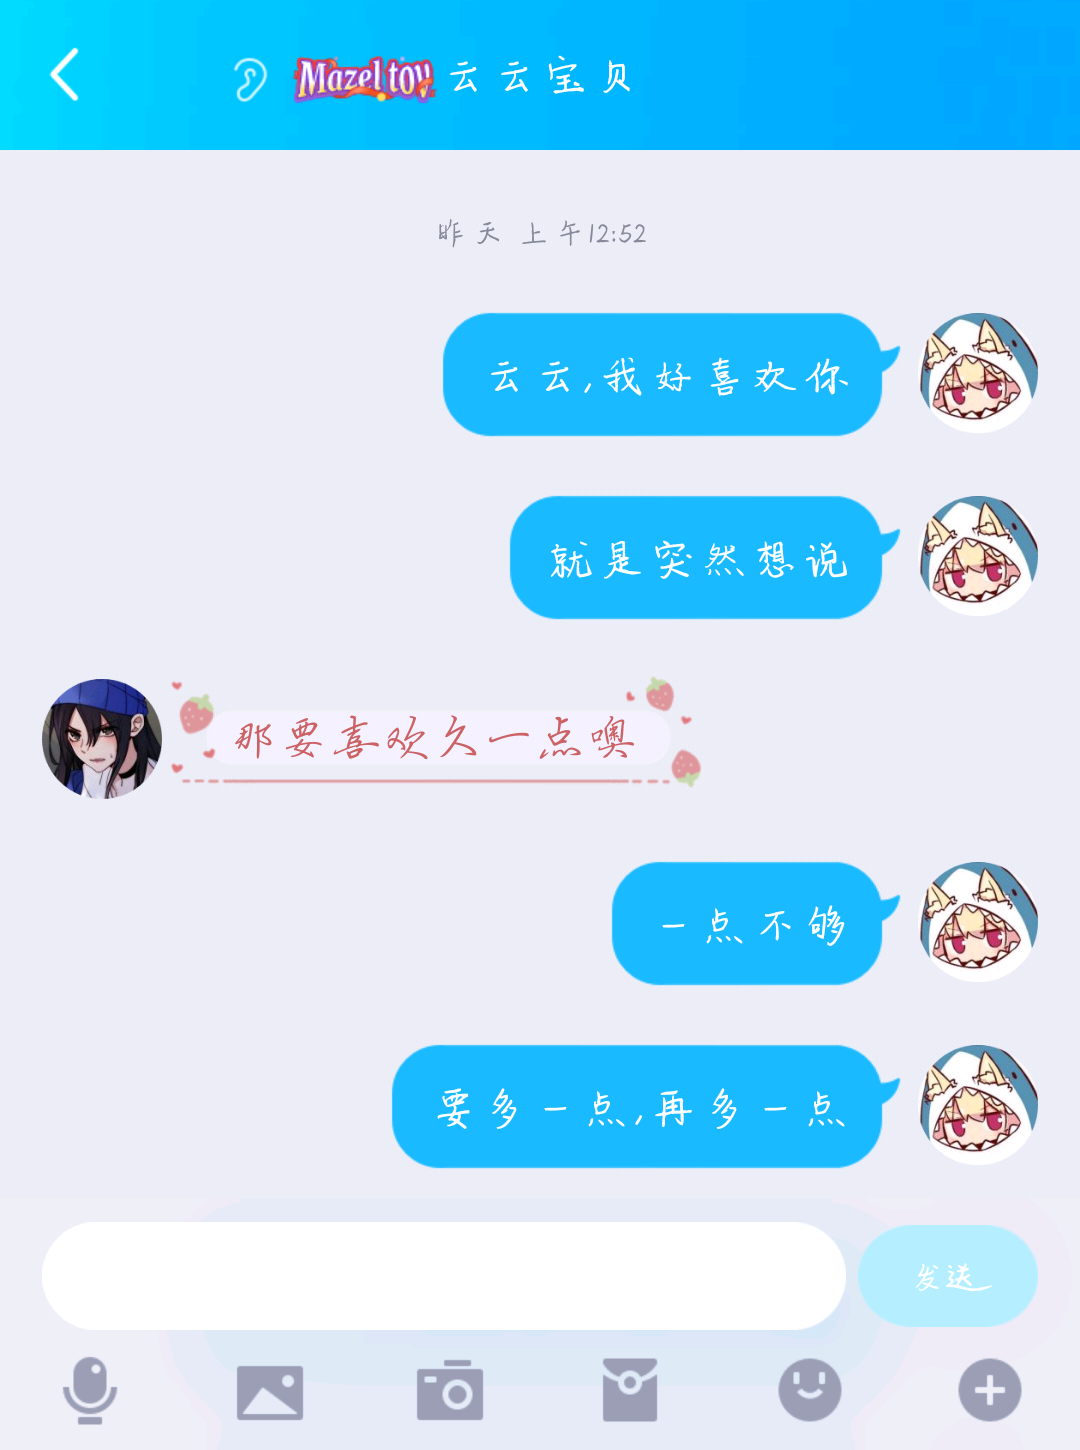 Mazel tov 云云宝贝
昨天 上午12:52
云云,我好喜欢你
就是突然想说
那要喜欢久一点噢
一点不够
要多一点,再多一点
发送